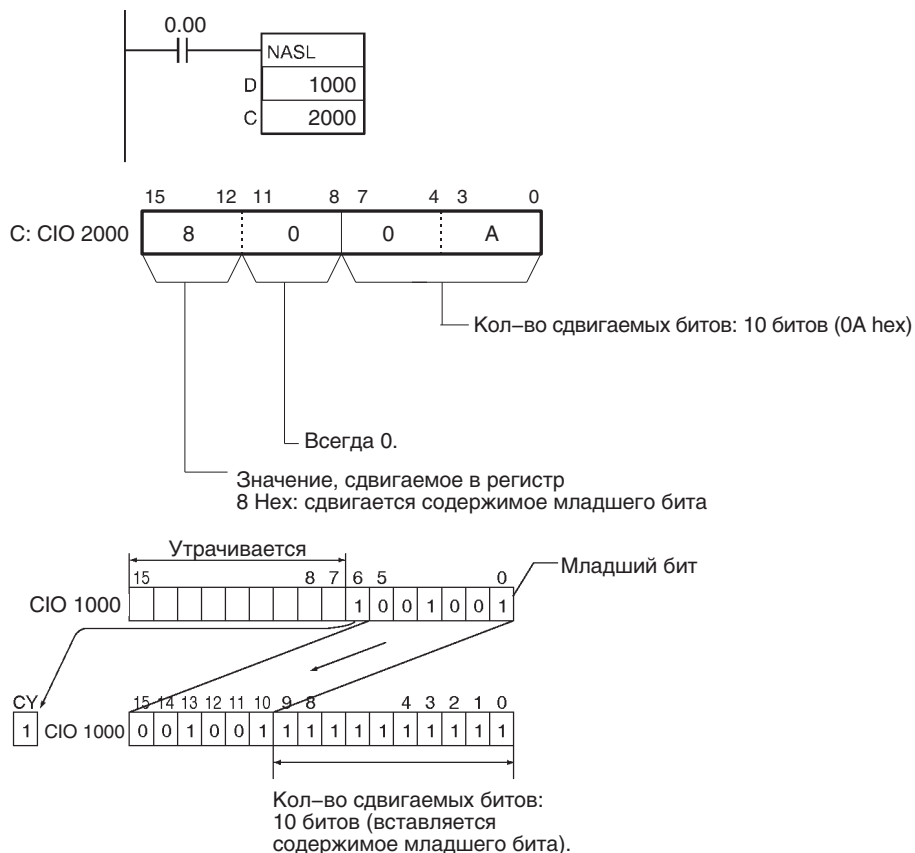 0.00
NASL
D 1000
C 2000
15 12 11 8 7 4 3 0
C: CIO 2000 8 0 0 A
Кол–во сдвигаемых битов: 10 битов (0A hex)
Всегда 0.
Значение, сдвигаемое в регистр
8 Hex: сдвигается содержимое младшего бита
Утрачивается
15 8 7 6 5 0
Младший бит
CIO 1000 1 0 0 1 0 0 1
CY 15 14 13 12 11 10 9 8 4 3 2 1 0
1 CIO 1000 0 0 1 0 0 1 1 1 1 1 1 1 1 1 1 1
Кол–во сдвигаемых битов:
10 битов (вставляется
содержимое младшего бита).